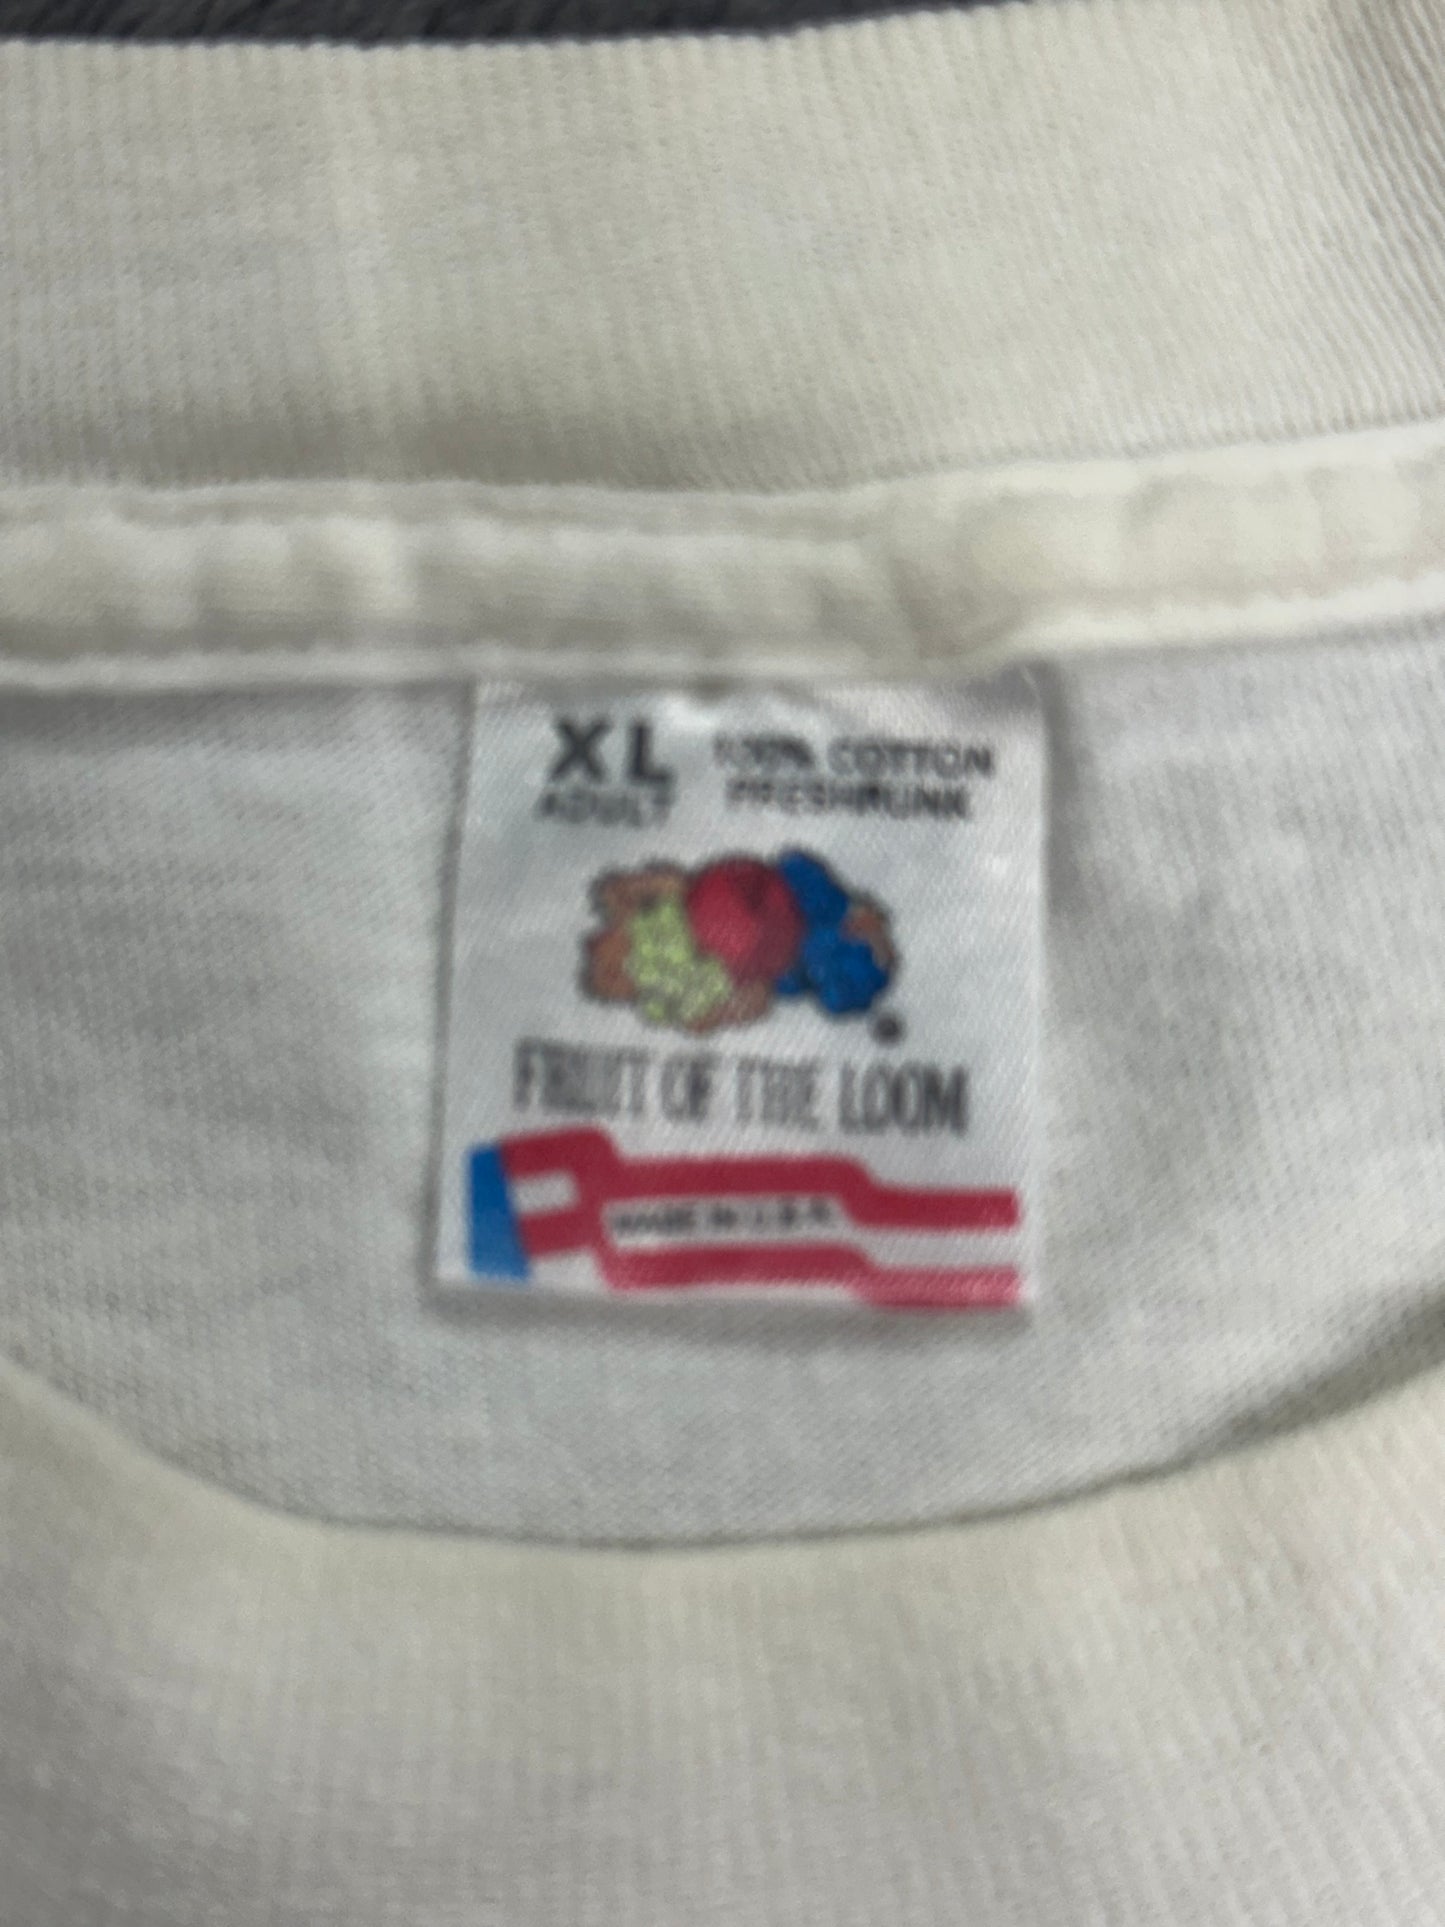 XL 100% COTTON
ADULT PRESHRUNK
FRUIT OF THE LOOM
MADE IN U.S.A.